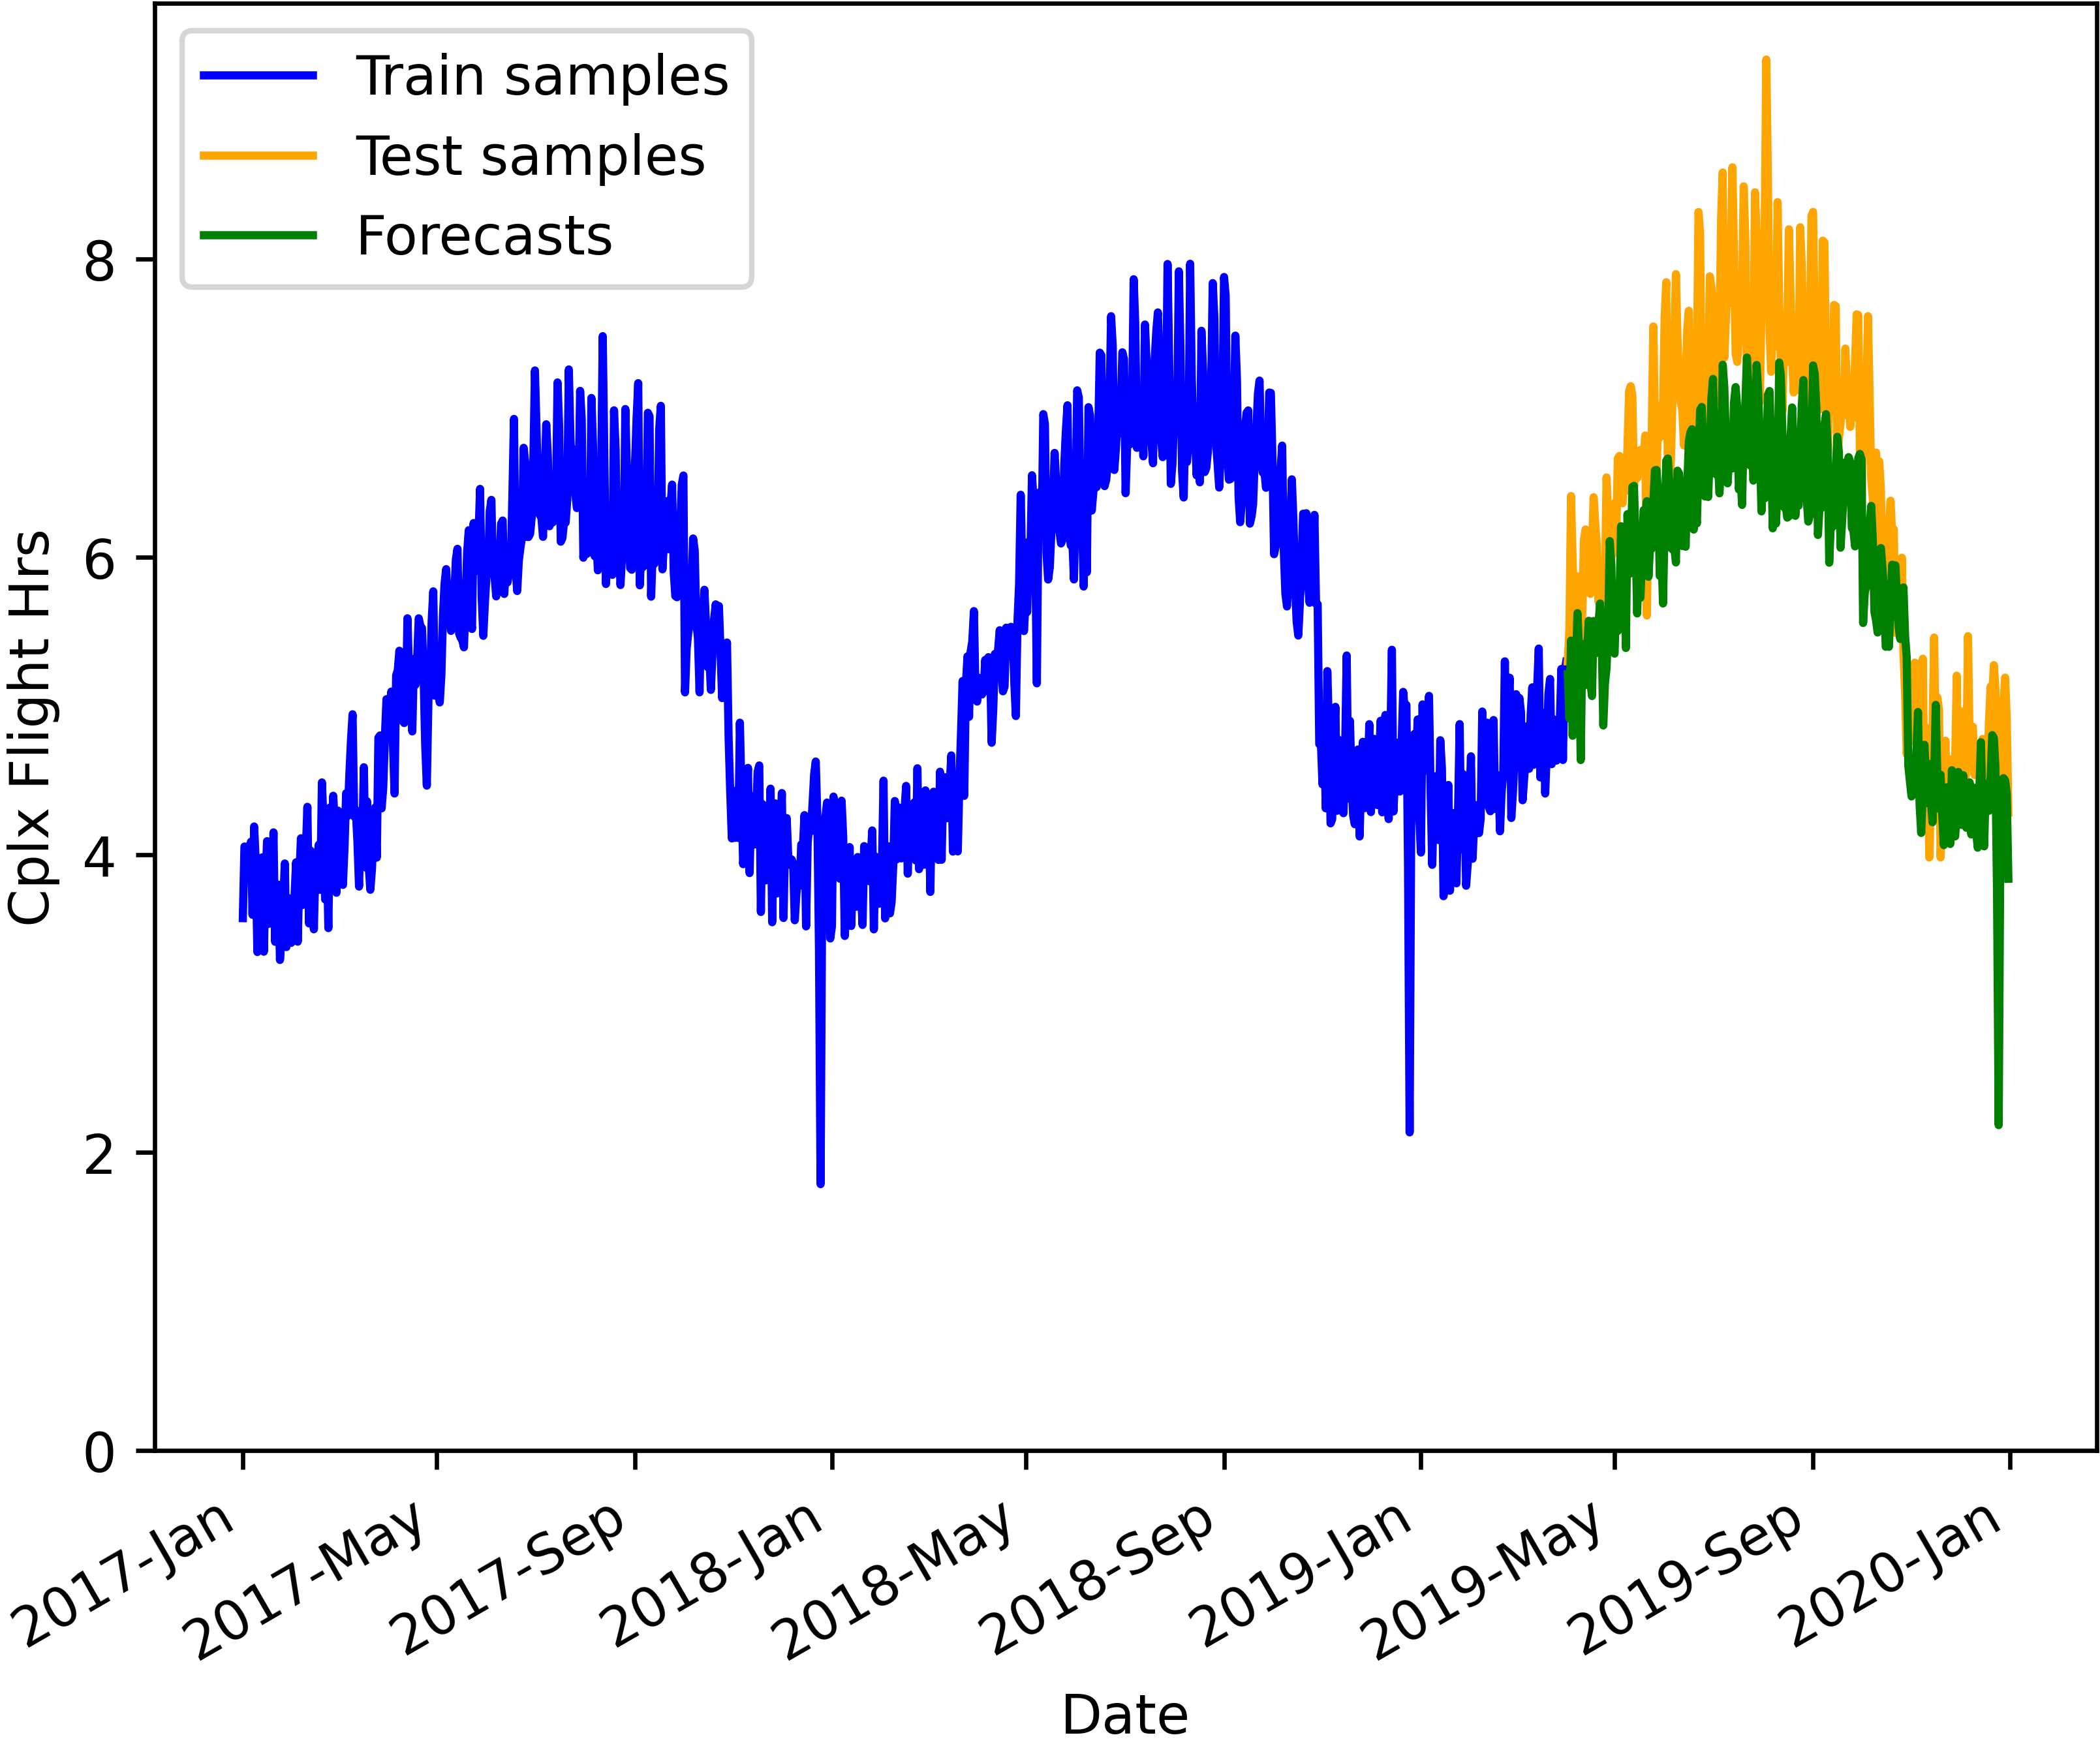 Train samples
Test samples
Forecasts
Cplx Flight Hrs
8
6
4
2
0
2017-Jan
2017-May
2017-Sep
2018-Jan
2018-May
2018-Sep
2019-Jan
2019-May
2019-Sep
2020-Jan
Date